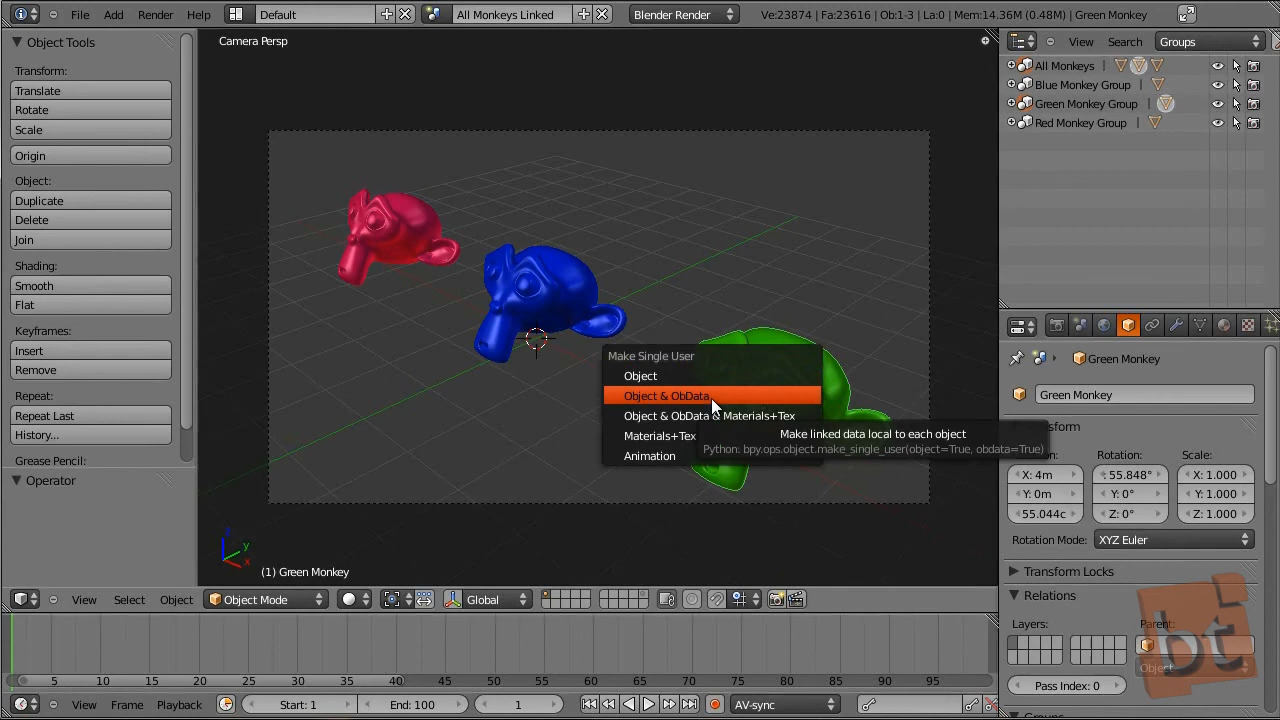 File Add Render Help Default All Monkeys Linked Blender Render Ve:23874 | Fa:23616 | Ob:1-3 | La:0 | Mem:14.36M (0.48M) | Green Monkey
Object Tools
Transform:
Translate
Rotate
Scale
Origin
Object:
Duplicate
Delete
Join
Shading:
Smooth
Flat
Keyframes:
Insert
Remove
Repeat:
Repeat Last
History...
Grease Pencil:
Operator
Camera Persp
Make Single User
Object
Object & ObData
Object & ObData & Materials+Tex
Materials+Tex
Animation
Make linked data local to each object
Python: bpy.ops.object.make_single_user(object=True, obdata=True)
z
y
x
(1) Green Monkey
View Select Object Object Mode Global
View Search Groups
All Monkeys
Blue Monkey Group
Green Monkey Group
Red Monkey Group
Green Monkey
Green Monkey
Rotation: Scale:
X: 4m 55.848° X: 1.000
Y: 0m Y: 0° Y: 1.000
55.044c Z: 0° Z: 1.000
Rotation Mode: XYZ Euler
Transform Locks
Relations
Layers: Parent:
Object
Pass Index: 0
bt
5 10 15 20 25 30 35 40 45 50 55 60 65 70 75 80 85 90 95
View Frame Playback Start: 1 End: 100 1 AV-sync